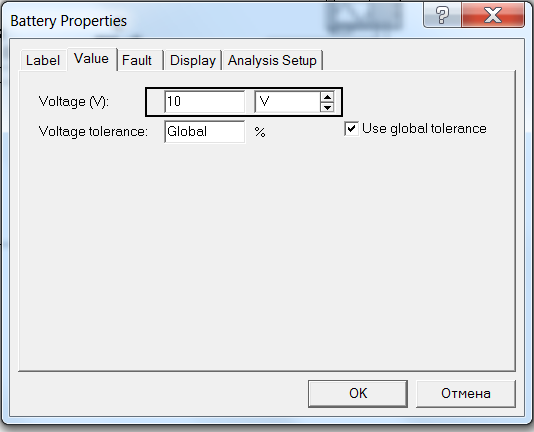 Battery Properties
Label Value Fault Display Analysis Setup
Voltage (V): 10 V
Voltage tolerance: Global % Use global tolerance
OK Отмена